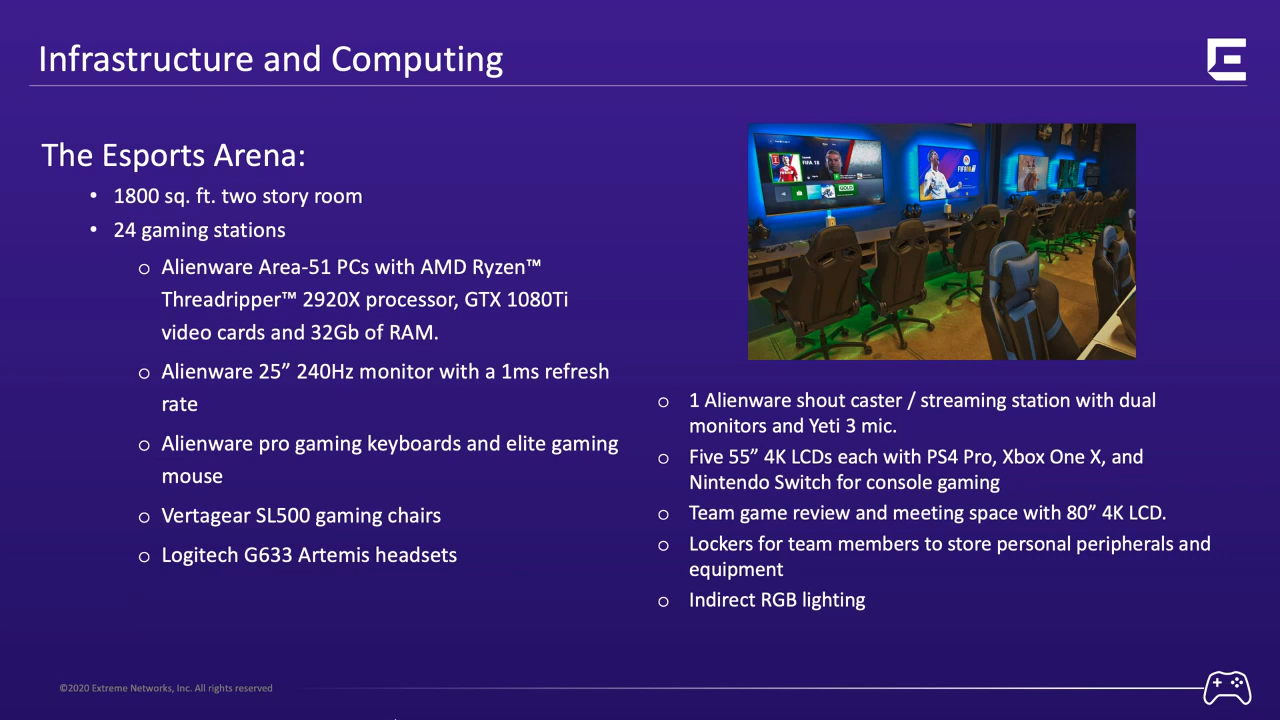 Infrastructure and Computing
The Esports Arena:
• 1800 sq. ft. two story room
• 24 gaming stations
o Alienware Area-51 PCs with AMD Ryzen™
Threadripper™ 2920X processor, GTX 1080Ti
video cards and 32Gb of RAM.
o Alienware 25” 240Hz monitor with a 1ms refresh
rate
o Alienware pro gaming keyboards and elite gaming
mouse
o Vertagear SL500 gaming chairs
o Logitech G633 Artemis headsets
FIFA 18
GOLD
FIFA
o 1 Alienware shout caster / streaming station with dual
monitors and Yeti 3 mic.
o Five 55” 4K LCDs each with PS4 Pro, Xbox One X, and
Nintendo Switch for console gaming
o Team game review and meeting space with 80” 4K LCD.
o Lockers for team members to store personal peripherals and
equipment
o Indirect RGB lighting
©2020 Extreme Networks, Inc. All rights reserved